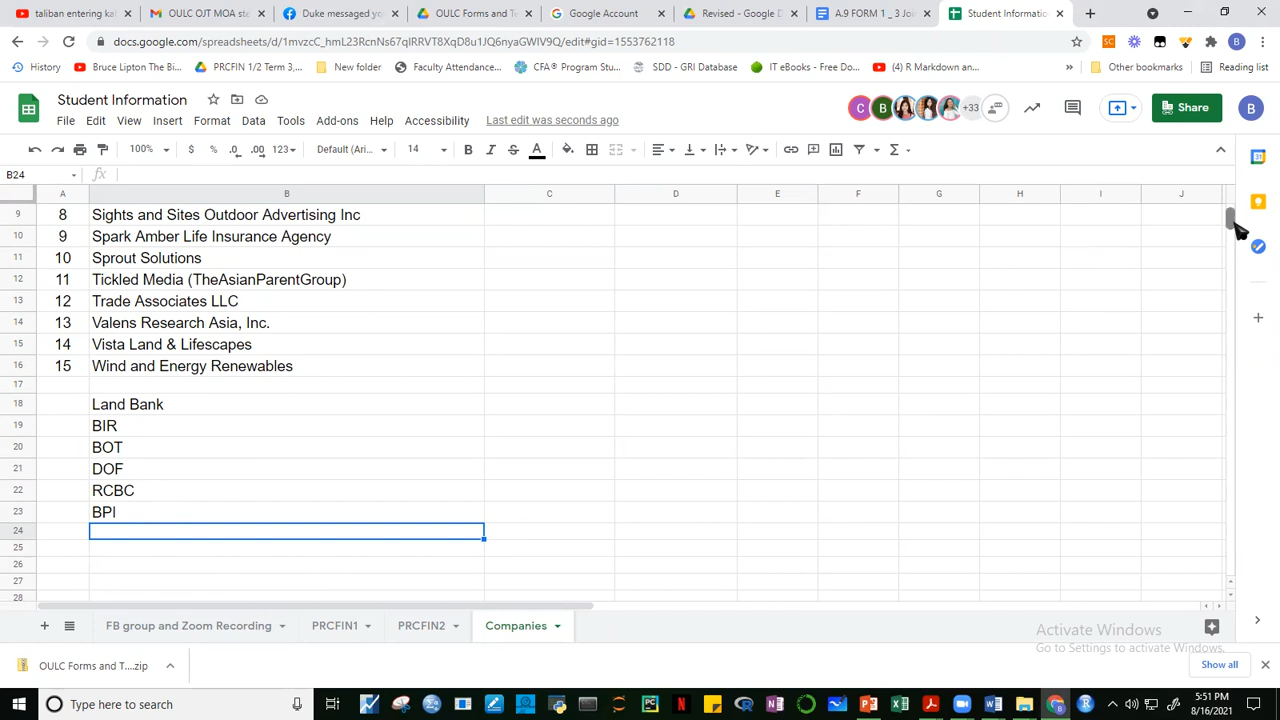 taliban entering kal
OULC OJT MOA ste
Duke messaged yo
OULC Forms and Te
Google Account
Revised - Google D
A.9 FORM 1 _ 3 Join
Student Informatio
docs.google.com/spreadsheets/d/1mvzcC_hmL23RcnNs67alRRVT8XqD8u1JQ6nyaGWIV9Q/edit#gid=1553762118
B
History
Bruce Lipton The Bi...
PRCFIN 1/2 Term 3,...
New folder
Faculty Attendance...
CFA® Program Stu...
SDD - GRI Database
IT eBooks - Free Do...
(4) R Markdown an...
»
Other bookmarks
Reading list
Student Information
C B +33
Share
B
File Edit View Insert Format Data Tools Add-ons Help Accessibility Last edit was seconds ago
100% $ % .0 .00 123 Default (Ari... 14 B I S A
B24 fx
A B C D E F G H I J
9 8 Sights and Sites Outdoor Advertising Inc
10 9 Spark Amber Life Insurance Agency
11 10 Sprout Solutions
12 11 Tickled Media (TheAsianParentGroup)
13 12 Trade Associates LLC
14 13 Valens Research Asia, Inc.
15 14 Vista Land & Lifescapes
16 15 Wind and Energy Renewables
17
18 Land Bank
19 BIR
20 BOT
21 DOF
22 RCBC
23 BPI
24
25
26
27
28
FB group and Zoom Recording PRCFIN1 PRCFIN2 Companies
Activate Windows
Go to Settings to activate Windows.
OULC Forms and T....zip
Show all
Type here to search
5:51 PM
8/16/2021